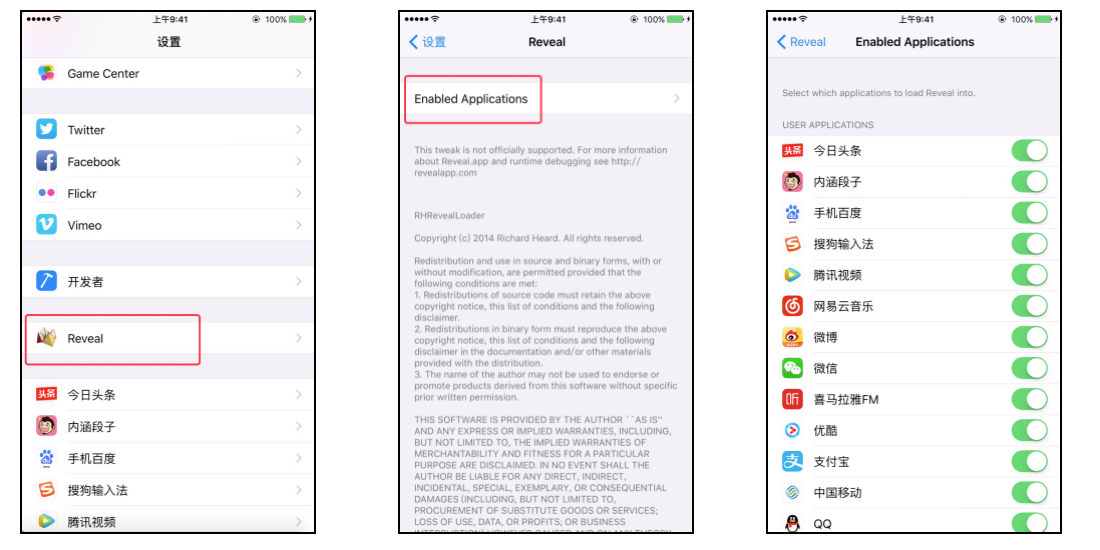 上午9:41
100%
设置
Game Center
Twitter
Facebook
Flickr
Vimeo
开发者
Reveal
头条
今日头条
内涵段子
手机百度
搜狗输入法
腾讯视频
上午9:41
100%
设置
Reveal
Enabled Applications
This tweak is not officially supported. For more information
about Reveal.app and runtime debugging see http://
revealapp.com
RHRevealLoader
Copyright (c) 2014 Richard Heard. All rights reserved.
Redistribution and use in source and binary forms, with or
without modification, are permitted provided that the
following conditions are met:
1. Redistributions of source code must retain the above
copyright notice, this list of conditions and the following
disclaimer.
2. Redistributions in binary form must reproduce the above
copyright notice, this list of conditions and the following
disclaimer in the documentation and/or other materials
provided with the distribution.
3. The name of the author may not be used to endorse or
promote products derived from this software without specific
prior written permission.
THIS SOFTWARE IS PROVIDED BY THE AUTHOR ``AS IS''
AND ANY EXPRESS OR IMPLIED WARRANTIES, INCLUDING,
BUT NOT LIMITED TO, THE IMPLIED WARRANTIES OF
MERCHANTABILITY AND FITNESS FOR A PARTICULAR
PURPOSE ARE DISCLAIMED. IN NO EVENT SHALL THE
AUTHOR BE LIABLE FOR ANY DIRECT, INDIRECT,
INCIDENTAL, SPECIAL, EXEMPLARY, OR CONSEQUENTIAL
DAMAGES (INCLUDING, BUT NOT LIMITED TO,
PROCUREMENT OF SUBSTITUTE GOODS OR SERVICES;
LOSS OF USE, DATA, OR PROFITS; OR BUSINESS
INTERRUPTION) HOWEVER CAUSED AND ON ANY THEORY
上午9:41
100%
Reveal
Enabled Applications
Select which applications to load Reveal into.
USER APPLICATIONS
头条
今日头条
内涵段子
手机百度
搜狗输入法
腾讯视频
网易云音乐
微博
微信
听
喜马拉雅FM
优酷
支
支付宝
中国移动
QQ